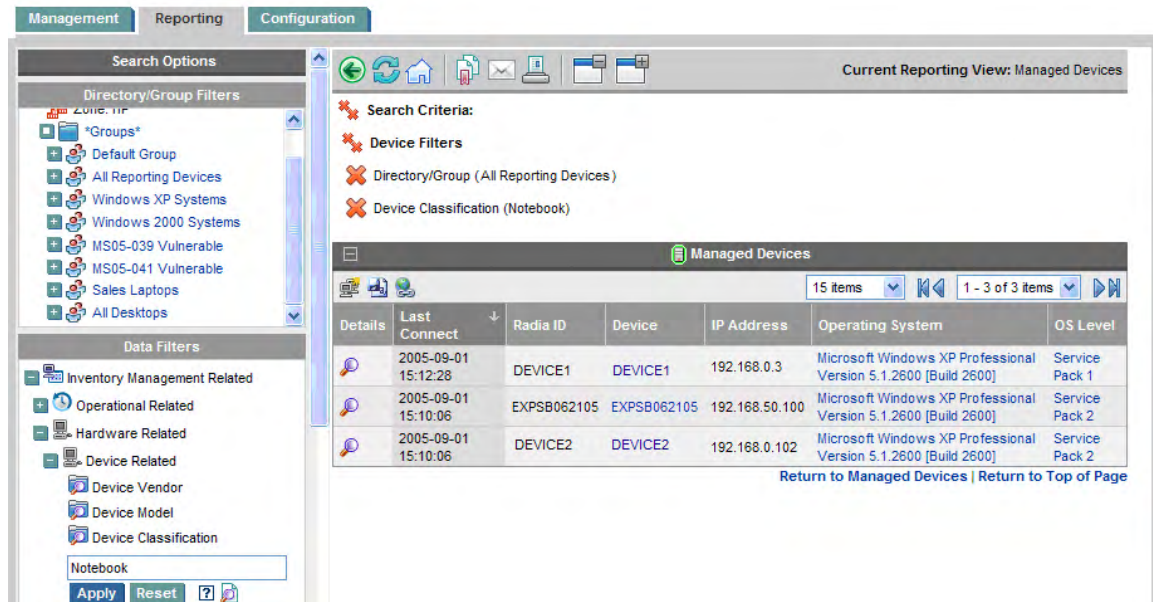 Management Reporting Configuration
Search Options
Directory/Group Filters
Zone: HP
*Groups*
Default Group
All Reporting Devices
Windows XP Systems
Windows 2000 Systems
MS05-039 Vulnerable
MS05-041 Vulnerable
Sales Laptops
All Desktops
Data Filters
Inventory Management Related
Operational Related
Hardware Related
Device Related
Device Vendor
Device Model
Device Classification
Notebook
Apply Reset ?
Current Reporting View: Managed Devices
Search Criteria:
Device Filters
Directory/Group (All Reporting Devices)
Device Classification (Notebook)
Managed Devices
15 items 1 - 3 of 3 items
Details Last Connect Radia ID Device IP Address Operating System OS Level
2005-09-01 15:12:28 DEVICE1 DEVICE1 192.168.0.3 Microsoft Windows XP Professional Version 5.1.2600 [Build 2600] Service Pack 1
2005-09-01 15:10:06 EXPSB062105 EXPSB062105 192.168.50.100 Microsoft Windows XP Professional Version 5.1.2600 [Build 2600] Service Pack 2
2005-09-01 15:10:06 DEVICE2 DEVICE2 192.168.0.102 Microsoft Windows XP Professional Version 5.1.2600 [Build 2600] Service Pack 2
Return to Managed Devices | Return to Top of Page